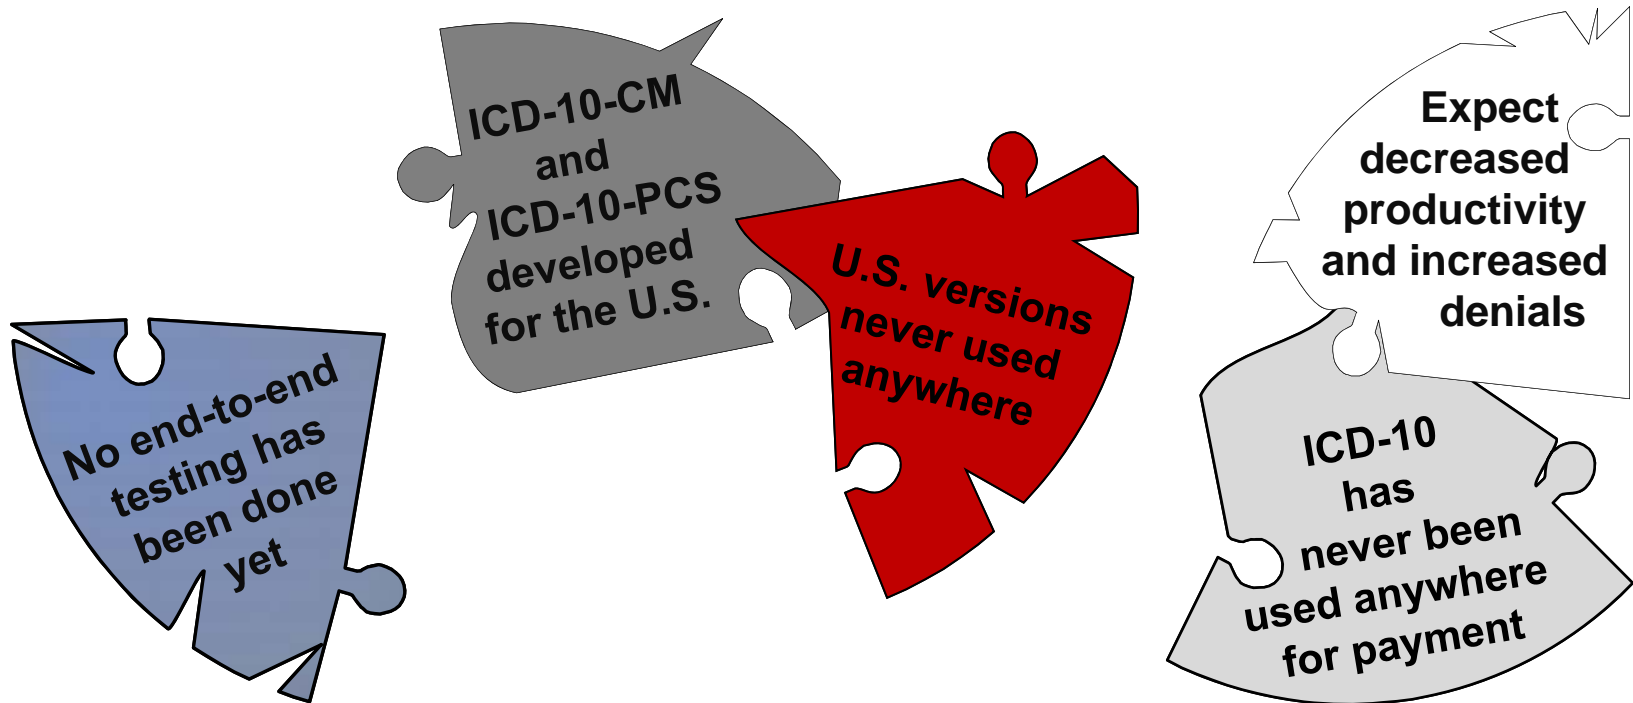 No end-to-end
testing has
been done
yet
ICD-10-CM
and
ICD-10-PCS
developed
for the U.S.
U.S. versions
never used
anywhere
Expect
decreased
productivity
and increased
denials
ICD-10
has
never been
used anywhere
for payment